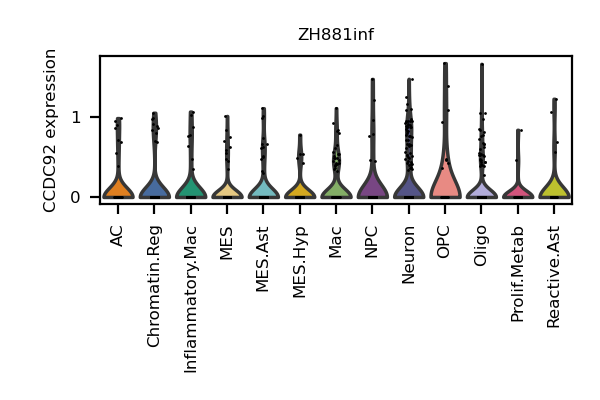 ZH881inf
CCDC92 expression
1
0
AC
Chromatin.Reg
Inflammatory.Mac
MES
MES.Ast
MES.Hyp
Mac
NPC
Neuron
OPC
Oligo
Prolif.Metab
Reactive.Ast